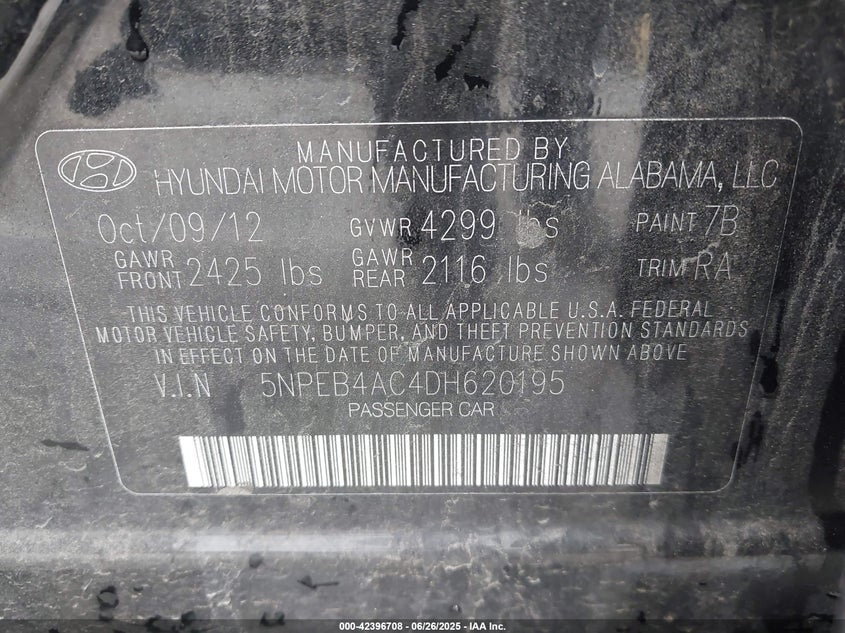 MANUFACTURED BY
HYUNDAI MOTOR MANUFACTURING ALABAMA, LLC
Oct/09/12 GVWR 4299 lbs PAINT 7B
GAWR FRONT 2425 lbs GAWR REAR 2116 lbs TRIM RA
THIS VEHICLE CONFORMS TO ALL APPLICABLE U.S.A. FEDERAL
MOTOR VEHICLE SAFETY, BUMPER, AND THEFT PREVENTION STANDARDS
IN EFFECT ON THE DATE OF MANUFACTURE SHOWN ABOVE
V.I.N 5NPEB4AC4DH620195
PASSENGER CAR
000-42396708 - 06/26/2025 - IAA Inc.